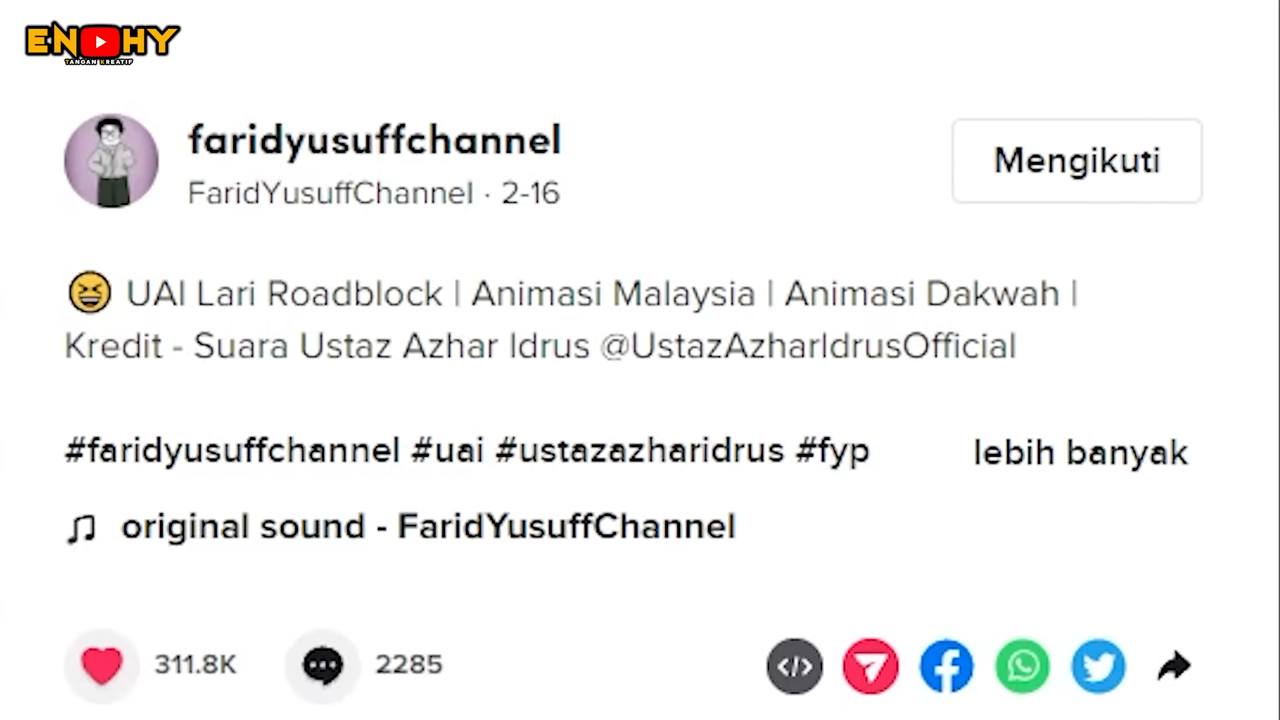 ENOHY
TANGAN KREATIF
faridyusuffchannel
FaridYusuffChannel · 2-16
Mengikuti
😆 UAI Lari Roadblock | Animasi Malaysia | Animasi Dakwah |
Kredit - Suara Ustaz Azhar Idrus @UstazAzharIdrusOfficial
#faridyusuffchannel #uai #ustazazharidrus #fyp
lebih banyak
original sound - FaridYusuffChannel
311.8K
2285